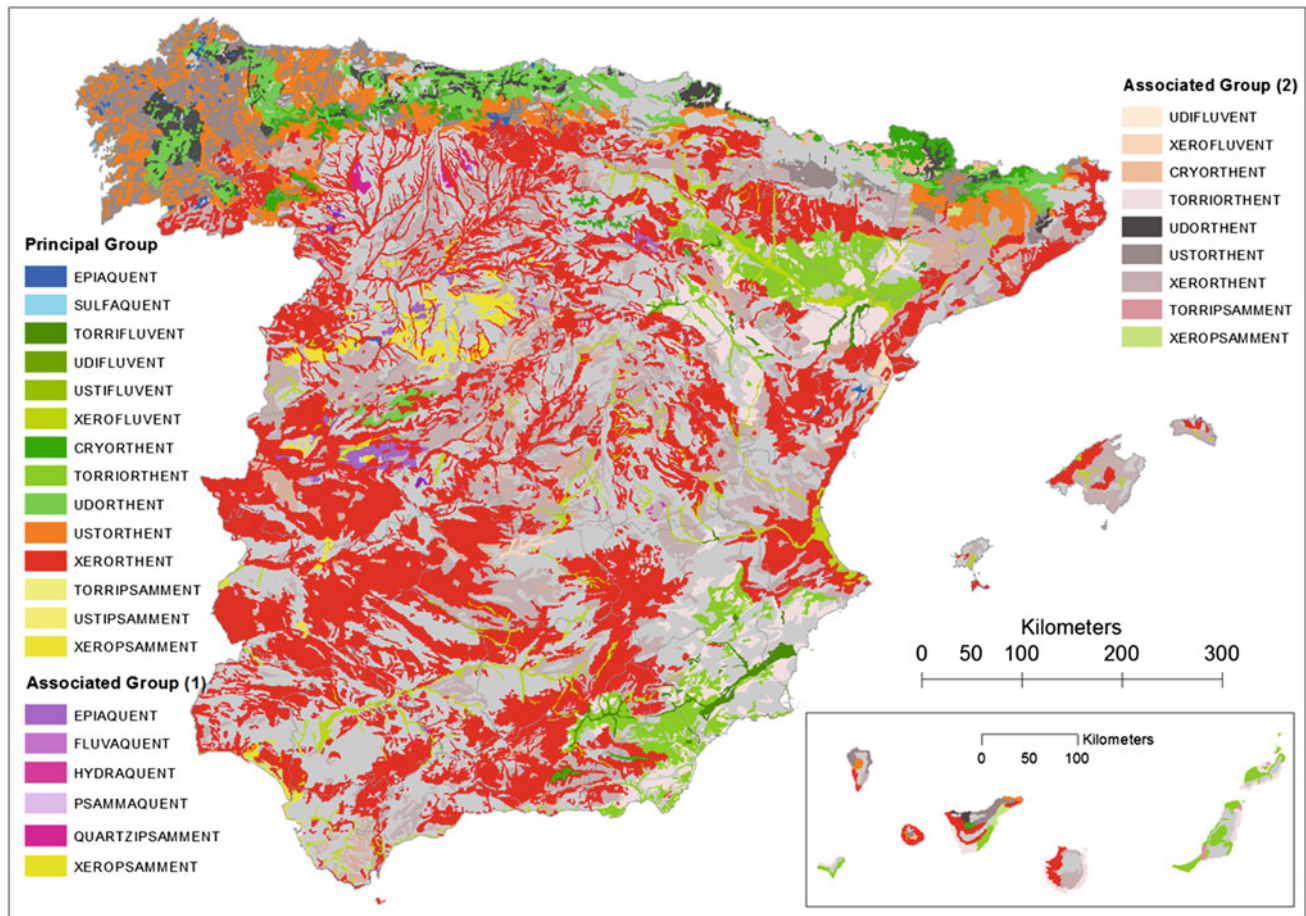 Principal Group
EPIAQUENT
SULFAQUENT
TORRIFLUVENT
UDIFLUVENT
USTIFLUVENT
XEROFLUVENT
CRYORTHENT
TORRIORTHENT
UDORTHENT
USTORTHENT
XERORTHENT
TORRIPSAMMENT
USTIPSAMMENT
XEROPSAMMENT
Associated Group (1)
EPIAQUENT
FLUVAQUENT
HYDRAQUENT
PSAMMAQUENT
QUARTZIPSAMMENT
XEROPSAMMENT
Associated Group (2)
UDIFLUVENT
XEROFLUVENT
CRYORTHENT
TORRIORTHENT
UDORTHENT
USTORTHENT
XERORTHENT
TORRIPSAMMENT
XEROPSAMMENT
Kilometers
0 50 100 200 300
Kilometers
0 50 100